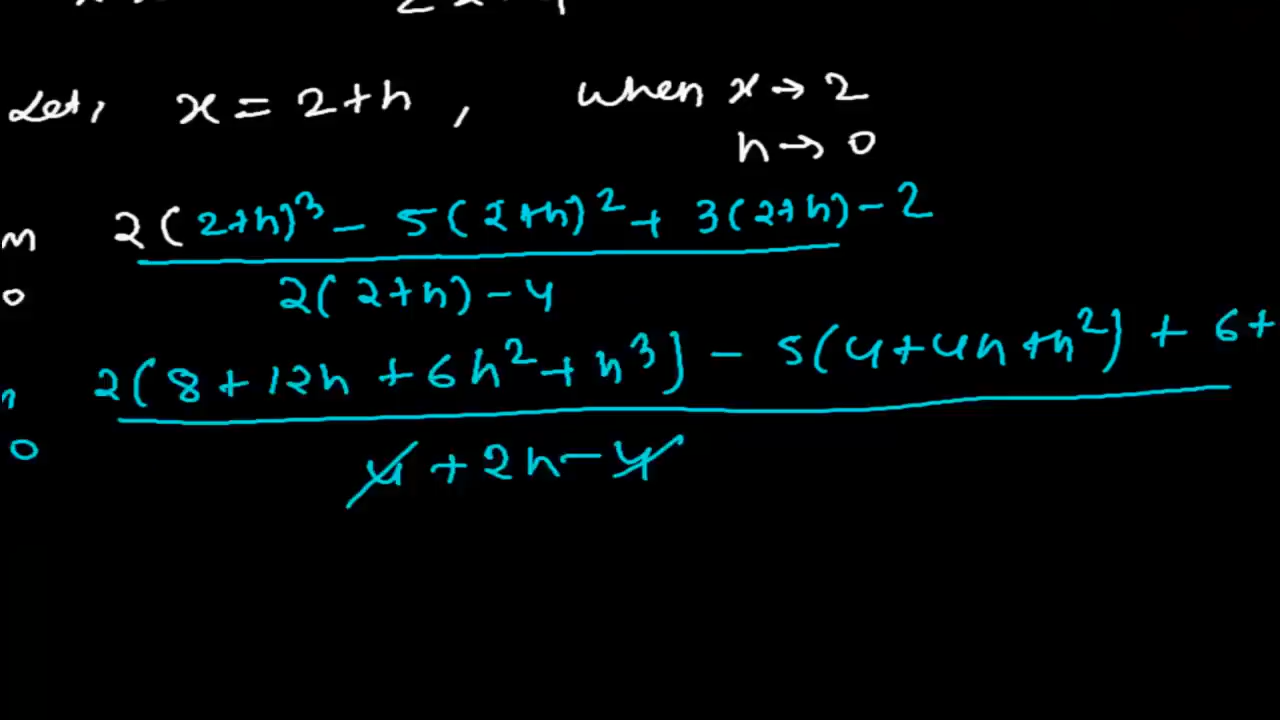 Let, x = 2+h , when x → 2
h → 0
m 2(2+h)³ - 5(2+h)² + 3(2+h) - 2
0 2(2+h) - 4
2(8 + 12h + 6h² + h³) - 5(4 + 4h + h²) + 6+
0 4 + 2h - 4